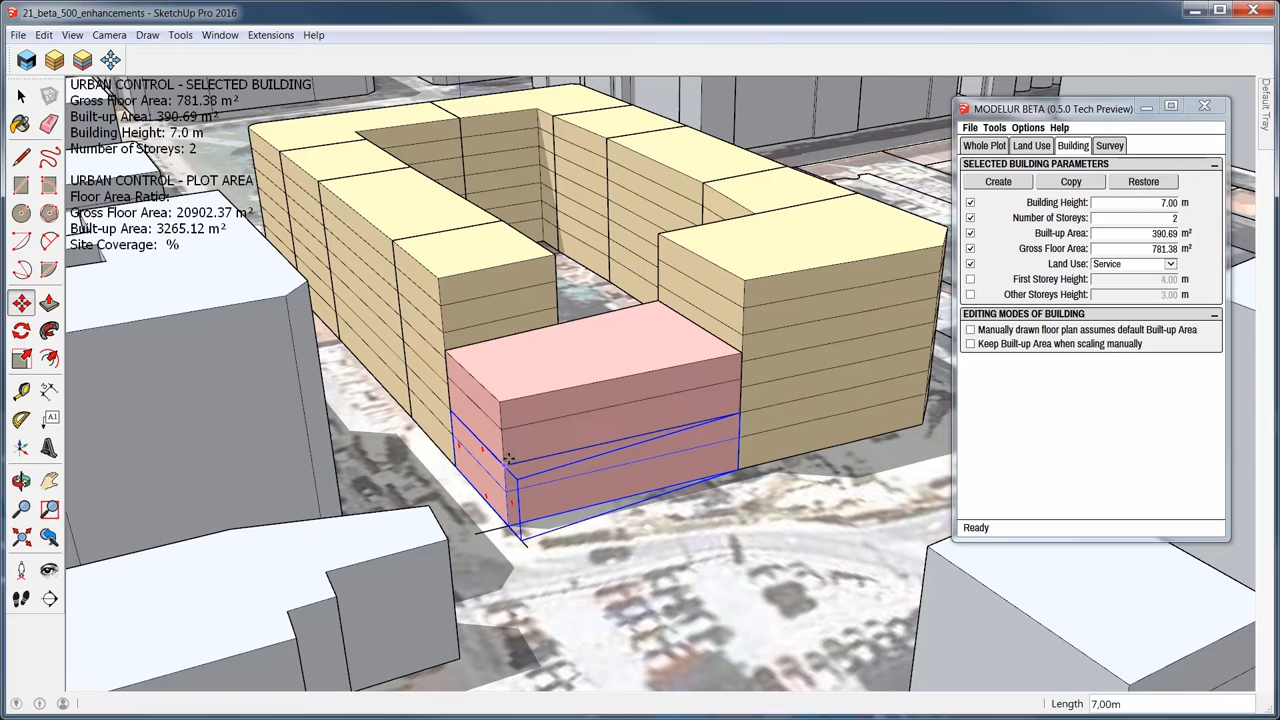 21_beta_500_enhancements - SketchUp Pro 2016
File Edit View Camera Draw Tools Window Extensions Help
URBAN CONTROL - SELECTED BUILDING
Gross Floor Area: 781.38 m²
Built-up Area: 390.69 m²
Building Height: 7.0 m
Number of Storeys: 2
URBAN CONTROL - PLOT AREA
Floor Area Ratio:
Gross Floor Area: 20902.37 m²
Built-up Area: 3265.12 m²
Site Coverage: %
A1
Default Tray
MODELUR BETA (0.5.0 Tech Preview)
File Tools Options Help
Whole Plot Land Use Building Survey
SELECTED BUILDING PARAMETERS
Create Copy Restore
Building Height: 7.00 m
Number of Storeys: 2
Built-up Area: 390.69 m²
Gross Floor Area: 781.38 m²
Land Use: Service
First Storey Height: 4.00 m
Other Storeys Height: 3.00 m
EDITING MODES OF BUILDING
Manually drawn floor plan assumes default Built-up Area
Keep Built-up Area when scaling manually
Ready
Length 7,00m